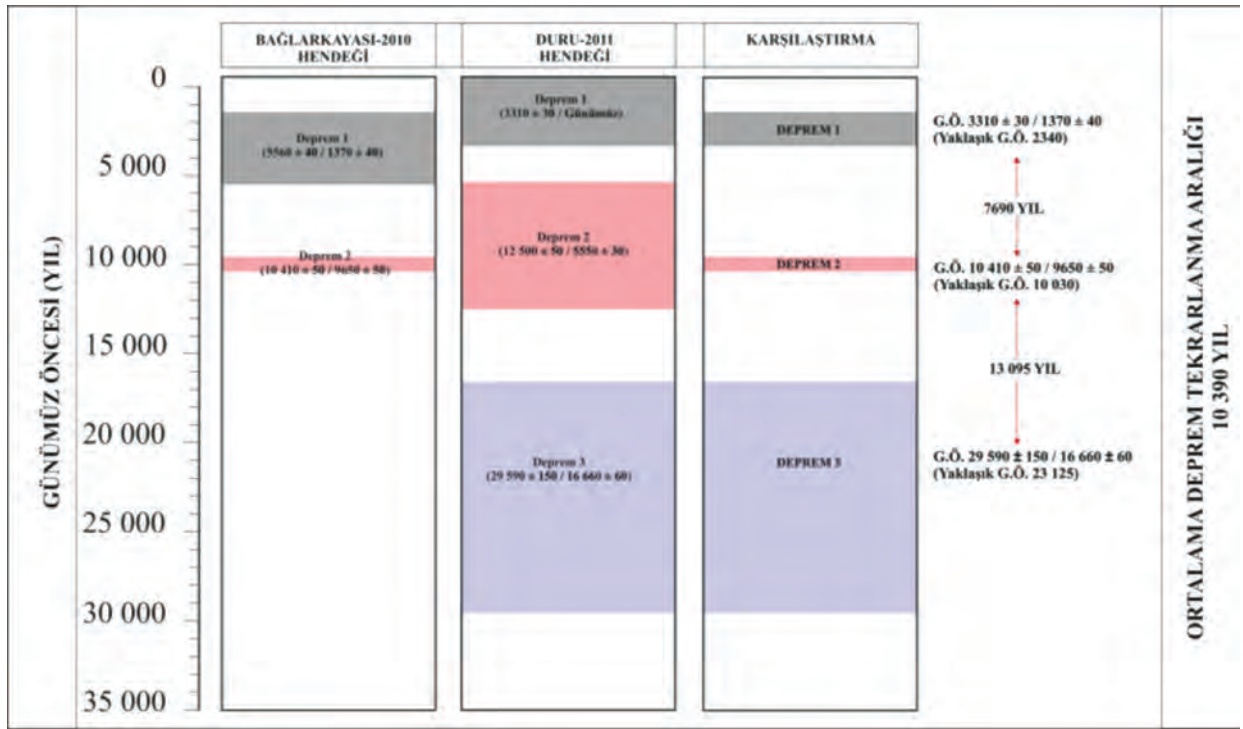 BAĞLARKAYASI-2010
HENDEĞİ
DURU-2011
HENDEĞİ
KARŞILAŞTIRMA
GÜNÜMÜZ ÖNCESİ (YIL)
0
5 000
10 000
15 000
20 000
25 000
30 000
35 000
Deprem 1
(5560 ± 40 / 1370 ± 40)
Deprem 2
(10 410 ± 50 / 9650 ± 50)
Deprem 1
(3310 ± 30 / Günümüz)
Deprem 2
(12 500 ± 50 / 5550 ± 30)
Deprem 3
(29 590 ± 150 / 16 660 ± 60)
DEPREM 1
DEPREM 2
DEPREM 3
G.Ö. 3310 ± 30 / 1370 ± 40
(Yaklaşık G.Ö. 2340)
7690 YIL
G.Ö. 10 410 ± 50 / 9650 ± 50
(Yaklaşık G.Ö. 10 030)
13 095 YIL
G.Ö. 29 590 ± 150 / 16 660 ± 60
(Yaklaşık G.Ö. 23 125)
ORTALAMA DEPREM TEKRARLANMA ARALIĞI
10 390 YIL